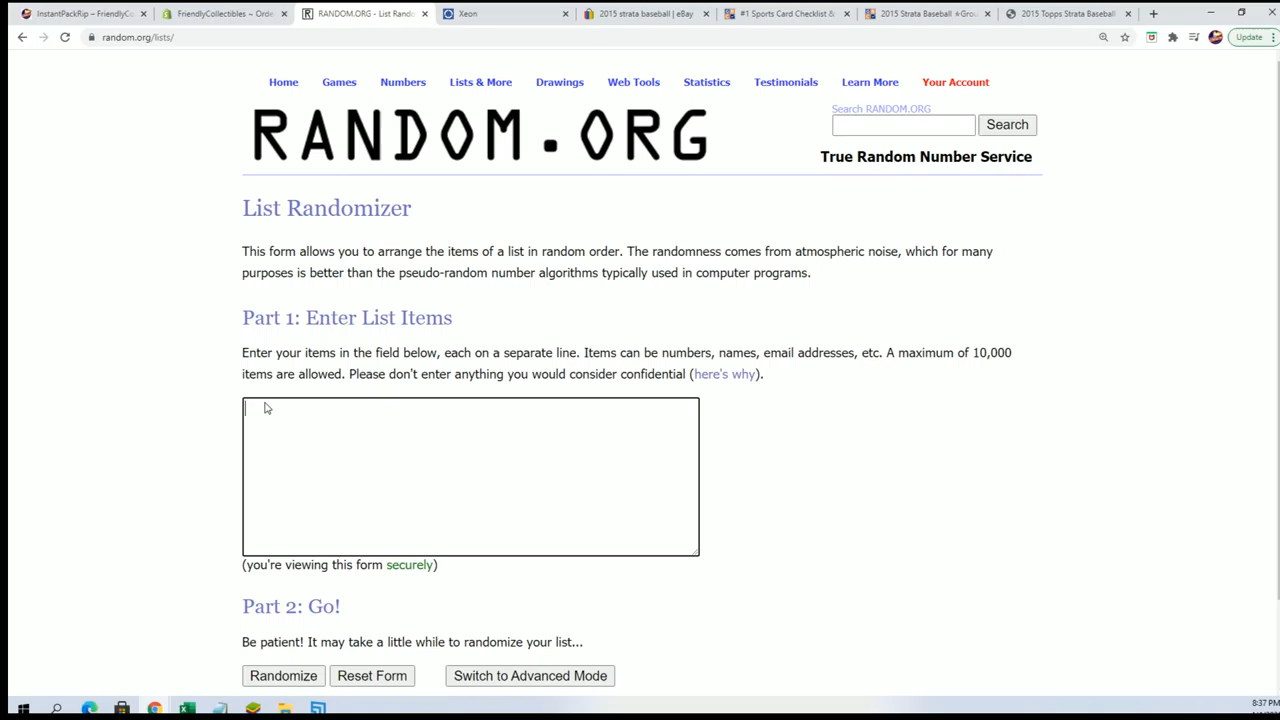 InstantPackRip – FriendlyCo
FriendlyCollectibles – Orde
RANDOM.ORG - List Rando
Xeon
2015 strata baseball | eBay
#1 Sports Card Checklist &
2015 Strata Baseball ★Grou
2015 Topps Strata Baseball
random.org/lists/
Update
Home
Games
Numbers
Lists & More
Drawings
Web Tools
Statistics
Testimonials
Learn More
Your Account
RANDOM.ORG
Search RANDOM.ORG
Search
True Random Number Service
List Randomizer
This form allows you to arrange the items of a list in random order. The randomness comes from atmospheric noise, which for many
purposes is better than the pseudo-random number algorithms typically used in computer programs.
Part 1: Enter List Items
Enter your items in the field below, each on a separate line. Items can be numbers, names, email addresses, etc. A maximum of 10,000
items are allowed. Please don't enter anything you would consider confidential (here's why).
(you're viewing this form securely)
Part 2: Go!
Be patient! It may take a little while to randomize your list...
Randomize
Reset Form
Switch to Advanced Mode
8:37 PM